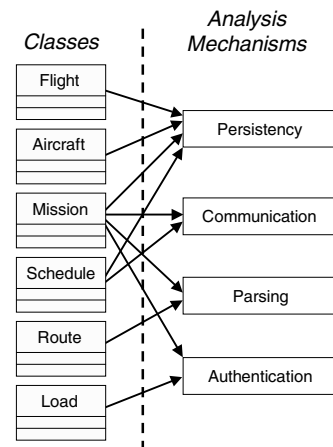 Classes
Analysis
Mechanisms
Flight
Aircraft
Mission
Schedule
Route
Load
Persistency
Communication
Parsing
Authentication